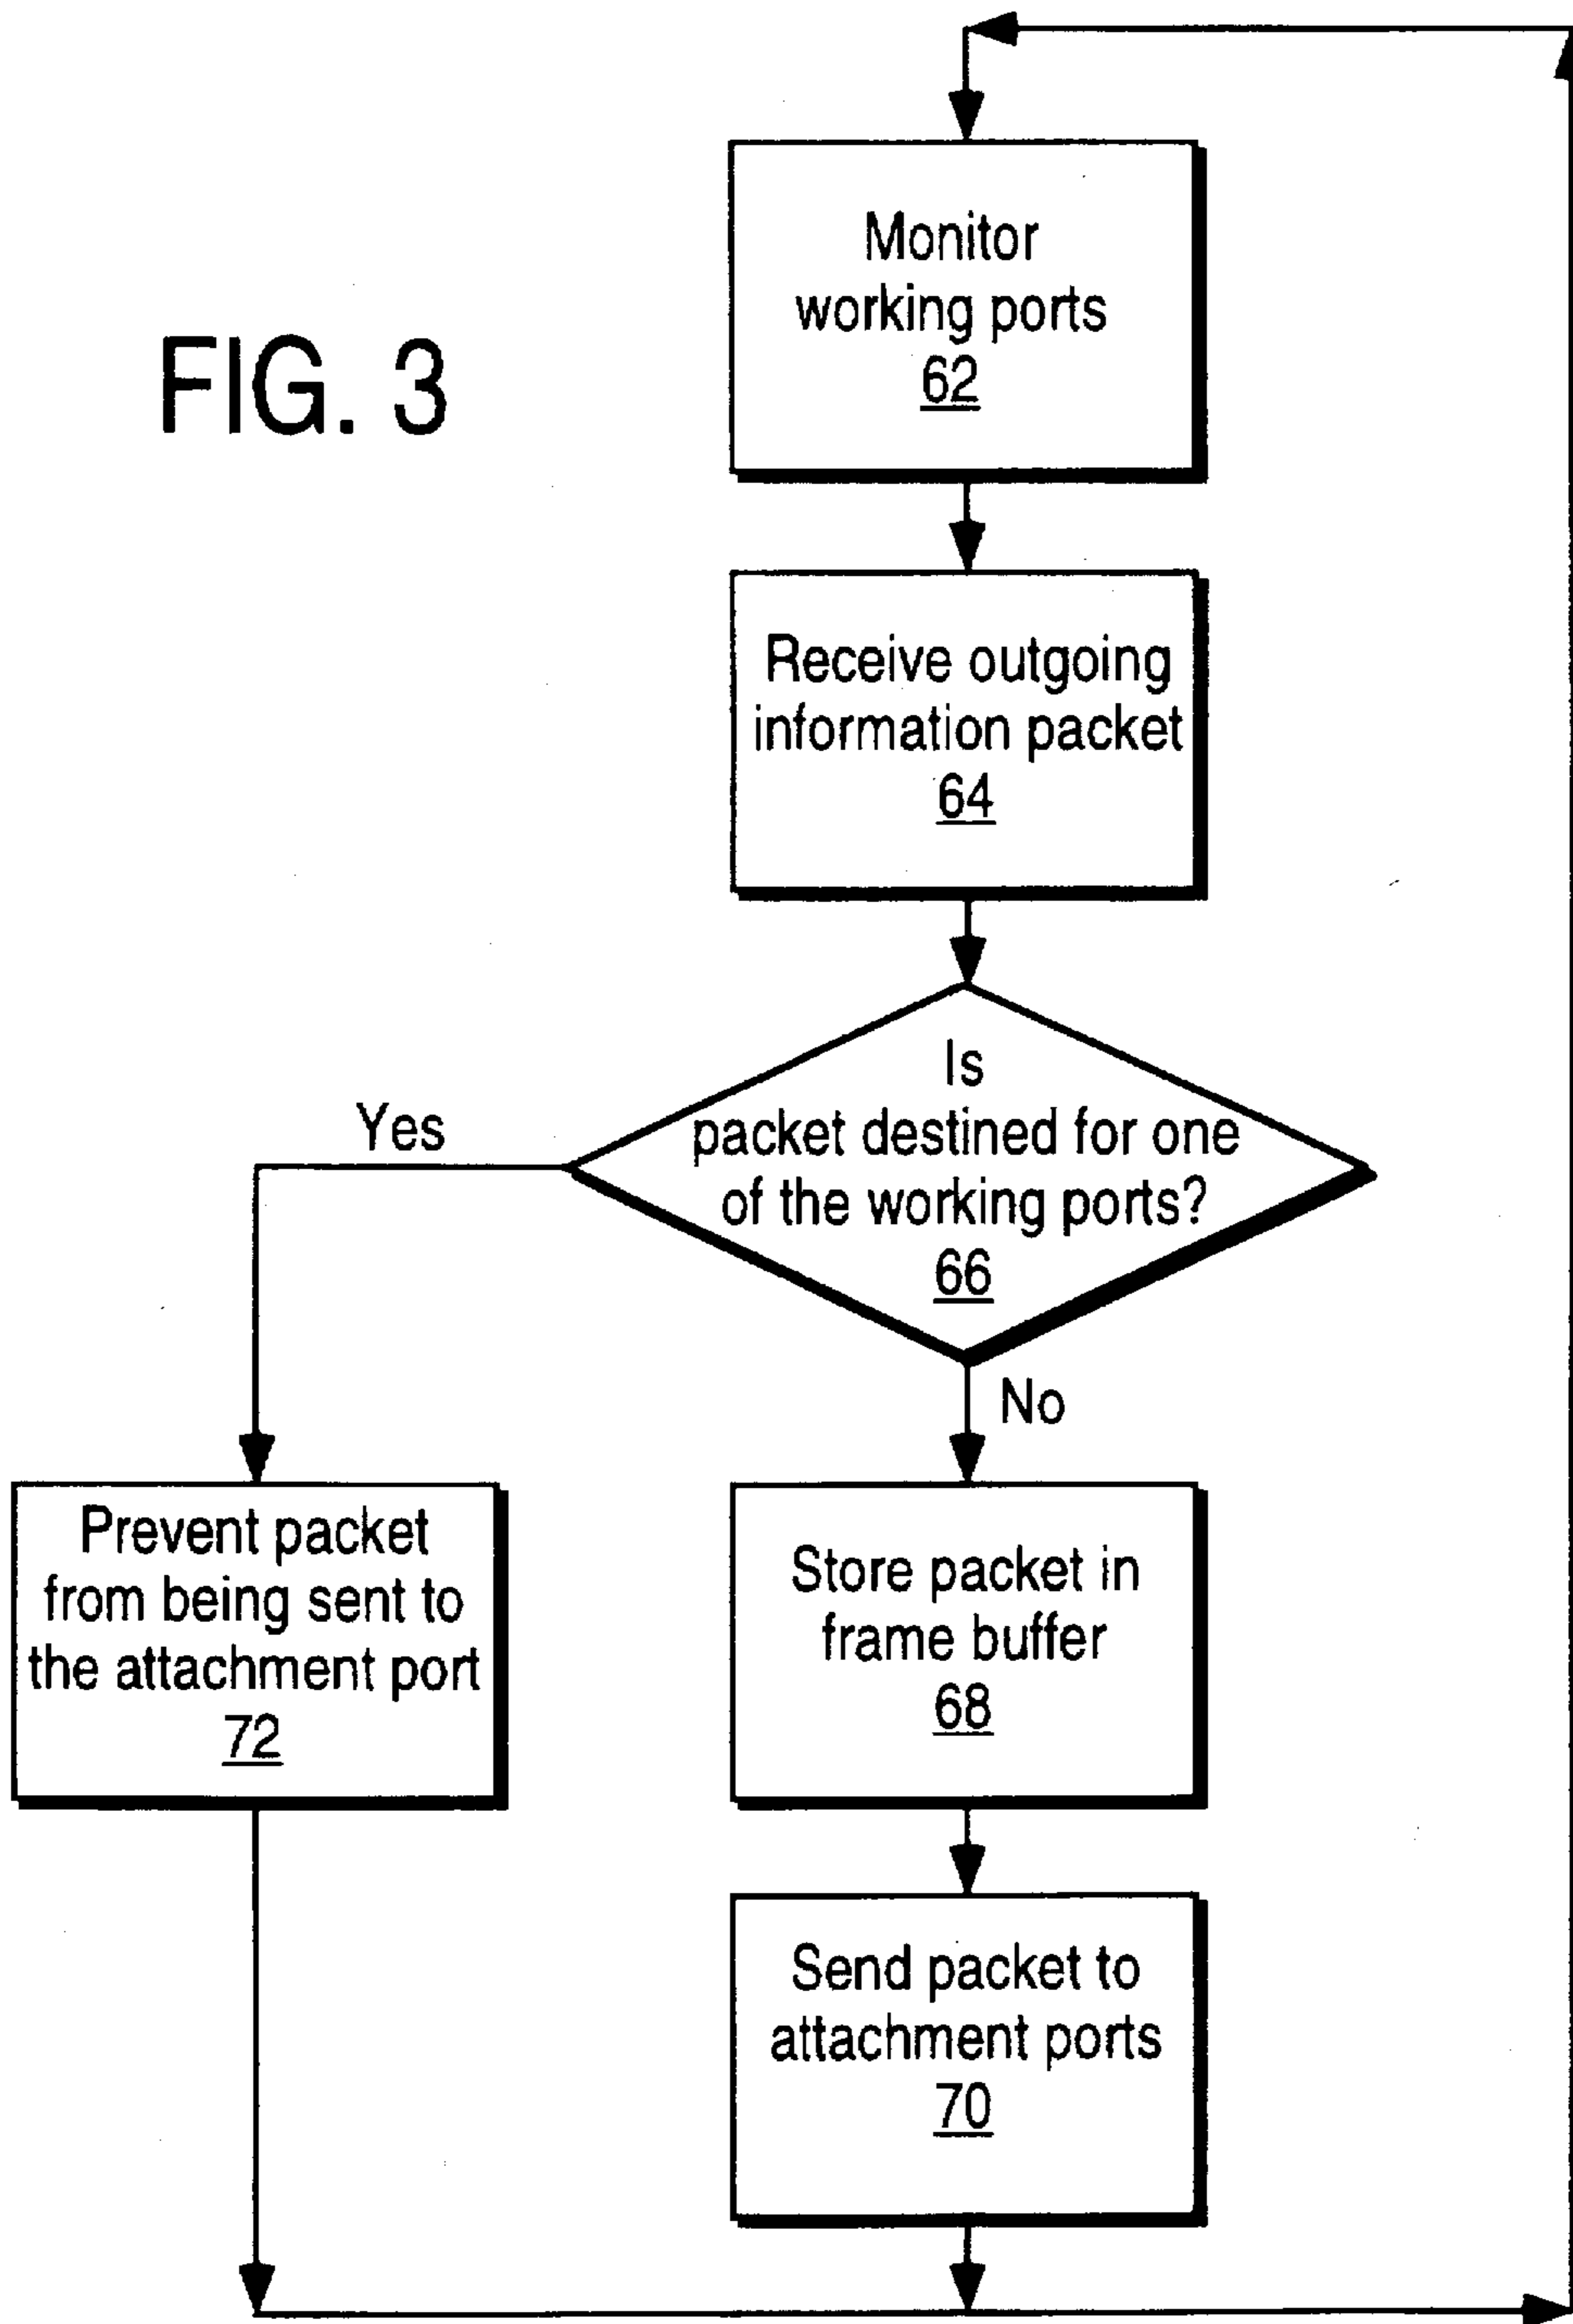 FIG. 3
Monitor
working ports
62
Receive outgoing
information packet
64
Is
packet destined for one
of the working ports?
66
Yes
No
Prevent packet
from being sent to
the attachment port
72
Store packet in
frame buffer
68
Send packet to
attachment ports
70